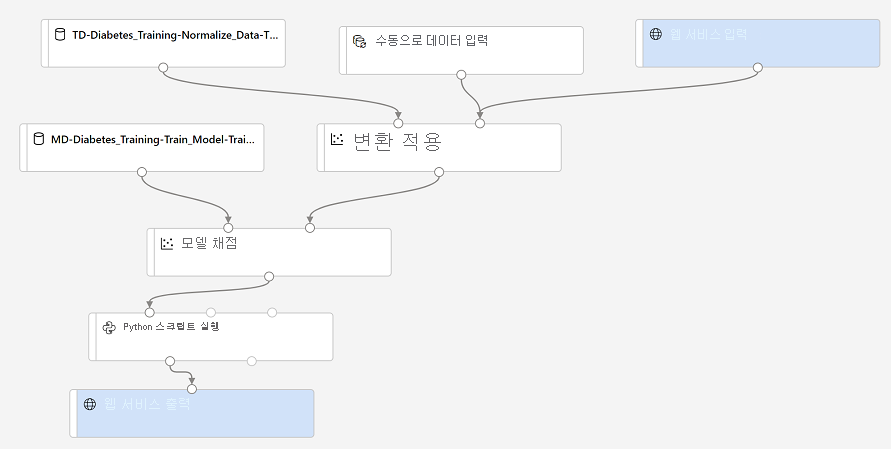 TD-Diabetes_Training-Normalize_Data-T...
수동으로 데이터 입력
웹 서비스 입력
MD-Diabetes_Training-Train_Model-Trai...
변환 적용
모델 채점
Python 스크립트 실행
웹 서비스 출력